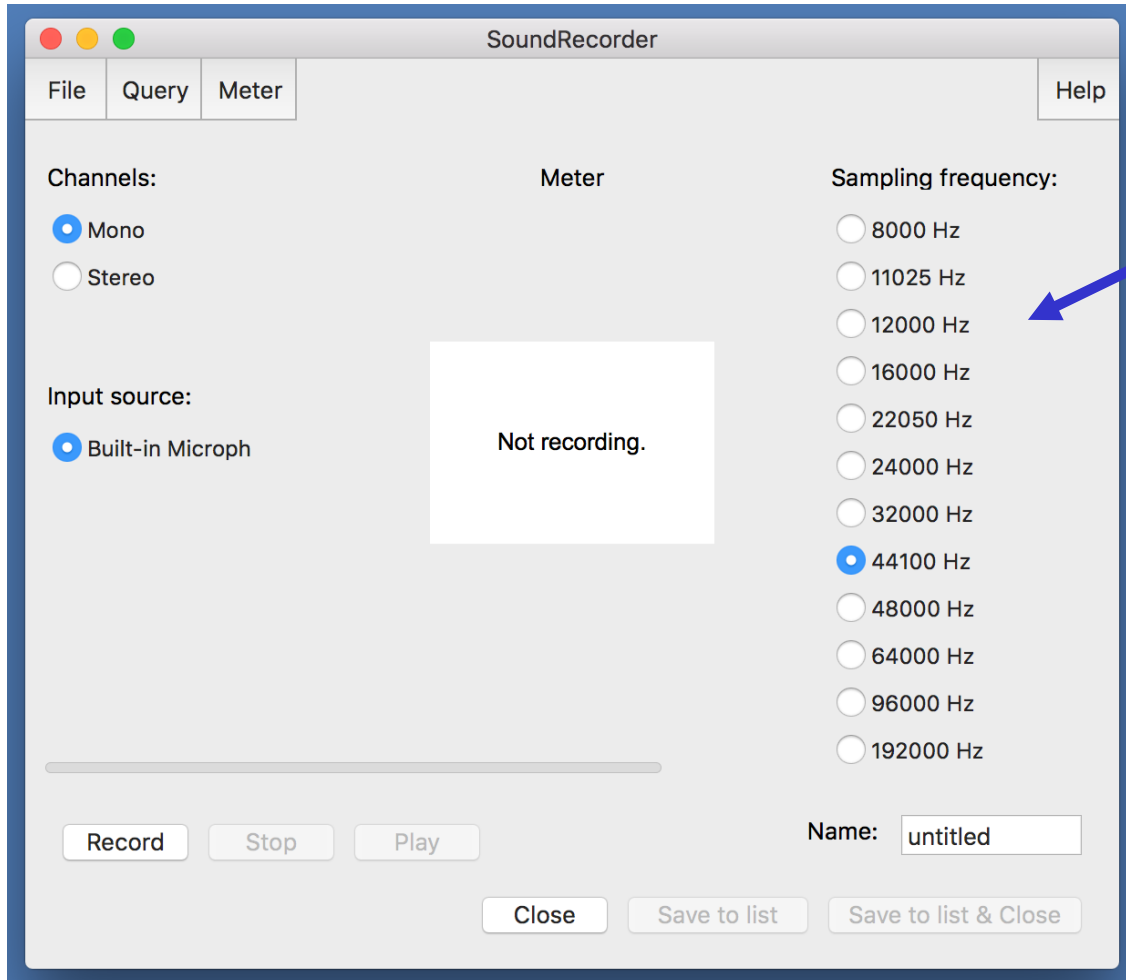 SoundRecorder
File Query Meter Help
Channels:
Mono
Stereo
Input source:
Built-in Microph
Meter
Not recording.
Sampling frequency:
8000 Hz
11025 Hz
12000 Hz
16000 Hz
22050 Hz
24000 Hz
32000 Hz
44100 Hz
48000 Hz
64000 Hz
96000 Hz
192000 Hz
Record Stop Play
Name: untitled
Close Save to list Save to list & Close